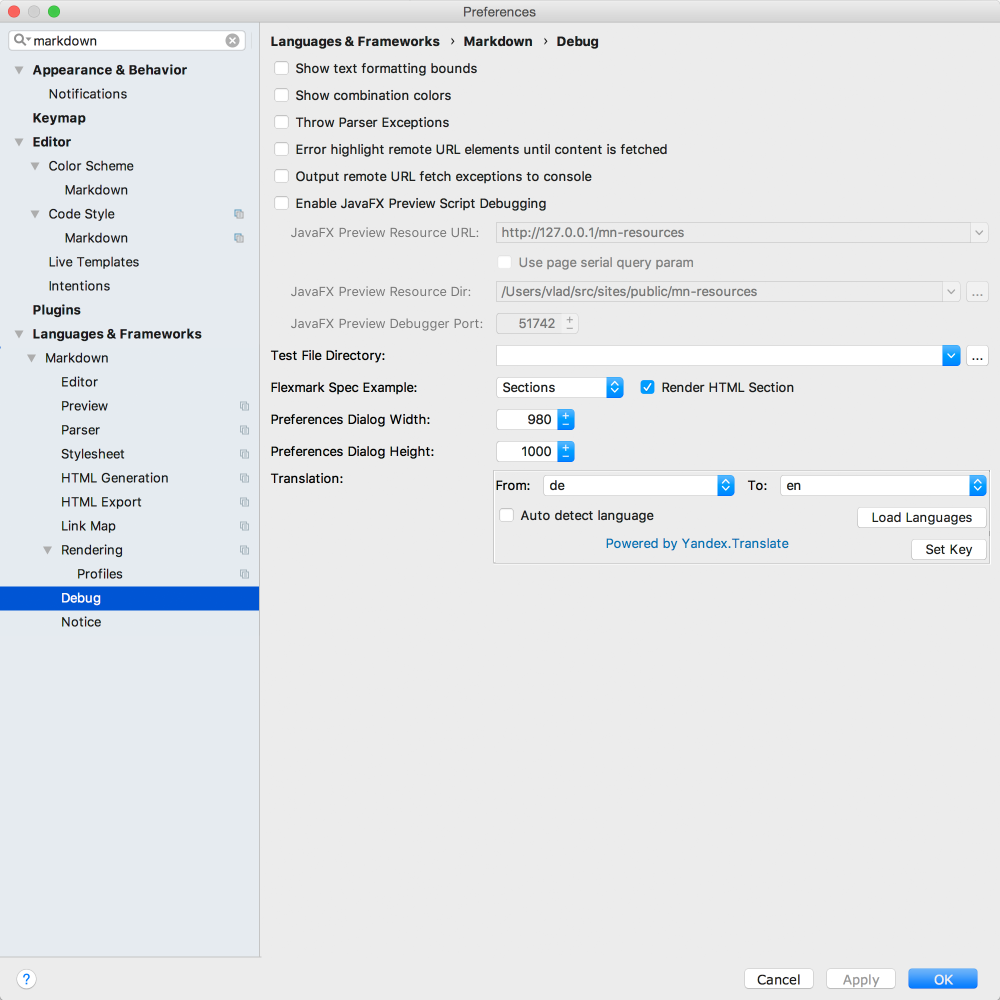 Preferences
markdown
Appearance & Behavior
Notifications
Keymap
Editor
Color Scheme
Markdown
Code Style
Markdown
Live Templates
Intentions
Plugins
Languages & Frameworks
Markdown
Editor
Preview
Parser
Stylesheet
HTML Generation
HTML Export
Link Map
Rendering
Profiles
Debug
Notice
Languages & Frameworks › Markdown › Debug
Show text formatting bounds
Show combination colors
Throw Parser Exceptions
Error highlight remote URL elements until content is fetched
Output remote URL fetch exceptions to console
Enable JavaFX Preview Script Debugging
JavaFX Preview Resource URL: http://127.0.0.1/mn-resources
Use page serial query param
JavaFX Preview Resource Dir: /Users/vlad/src/sites/public/mn-resources ...
JavaFX Preview Debugger Port: 51742
Test File Directory: ...
Flexmark Spec Example: Sections Render HTML Section
Preferences Dialog Width: 980
Preferences Dialog Height: 1000
Translation: From: de To: en
Auto detect language Load Languages
Powered by Yandex.Translate Set Key
? Cancel Apply OK